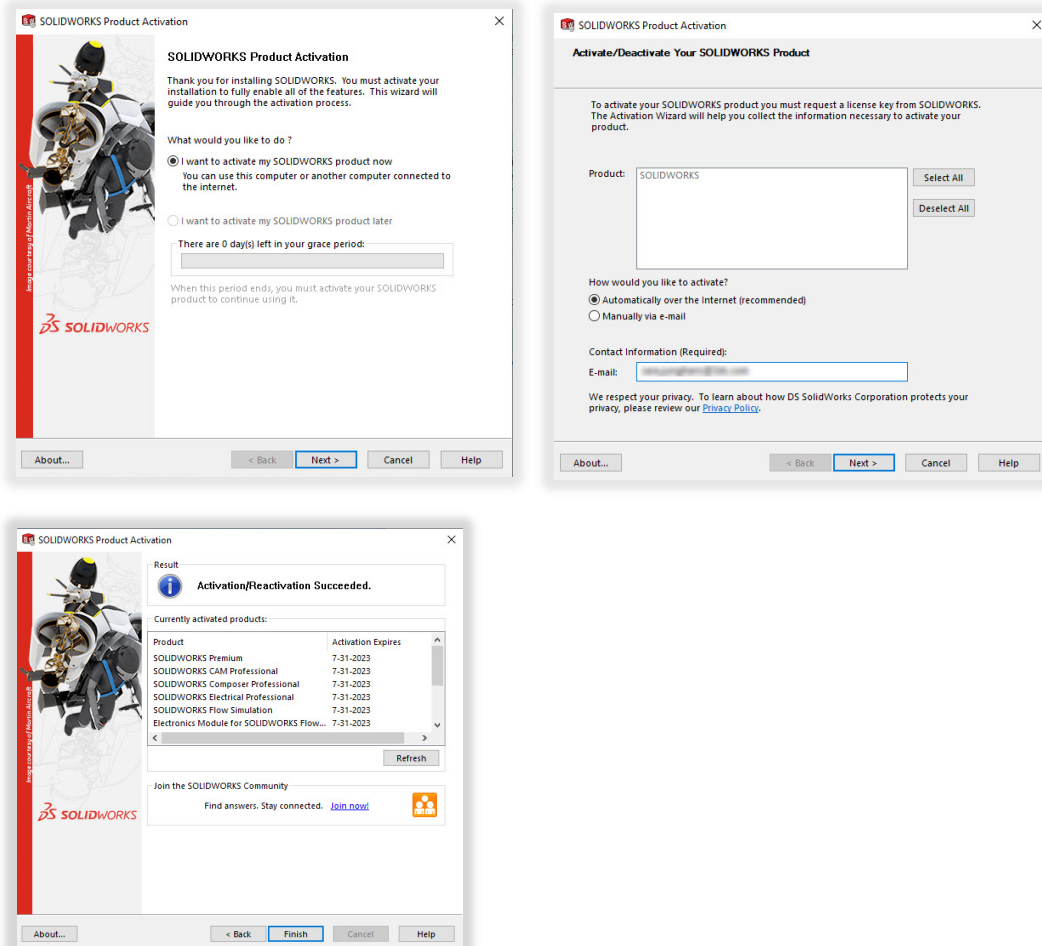 SOLIDWORKS Product Activation
SOLIDWORKS Product Activation
Thank you for installing SOLIDWORKS. You must activate your
installation to fully enable all of the features. This wizard will
guide you through the activation process.
What would you like to do ?
I want to activate my SOLIDWORKS product now
You can use this computer or another computer connected to
the internet.
I want to activate my SOLIDWORKS product later
There are 0 day(s) left in your grace period:
When this period ends, you must activate your SOLIDWORKS
product to continue using it.
Image courtesy of Martin Aircraft
SOLIDWORKS
About...
< Back
Next >
Cancel
Help
SOLIDWORKS Product Activation
Activate/Deactivate Your SOLIDWORKS Product
To activate your SOLIDWORKS product you must request a license key from SOLIDWORKS.
The Activation Wizard will help you collect the information necessary to activate your
product.
Product:
SOLIDWORKS
Select All
Deselect All
How would you like to activate?
Automatically over the Internet (recommended)
Manually via e-mail
Contact Information (Required):
E-mail:
We respect your privacy. To learn about how DS SolidWorks Corporation protects your
privacy, please review our Privacy Policy.
About...
< Back
Next >
Cancel
Help
SOLIDWORKS Product Activation
Result
Activation/Reactivation Succeeded.
Currently activated products:
Product Activation Expires
SOLIDWORKS Premium 7-31-2023
SOLIDWORKS CAM Professional 7-31-2023
SOLIDWORKS Composer Professional 7-31-2023
SOLIDWORKS Electrical Professional 7-31-2023
SOLIDWORKS Flow Simulation 7-31-2023
Electronics Module for SOLIDWORKS Flow... 7-31-2023
Refresh
Join the SOLIDWORKS Community
Find answers. Stay connected. Join now!
Image courtesy of Martin Aircraft
SOLIDWORKS
About...
< Back
Finish
Cancel
Help